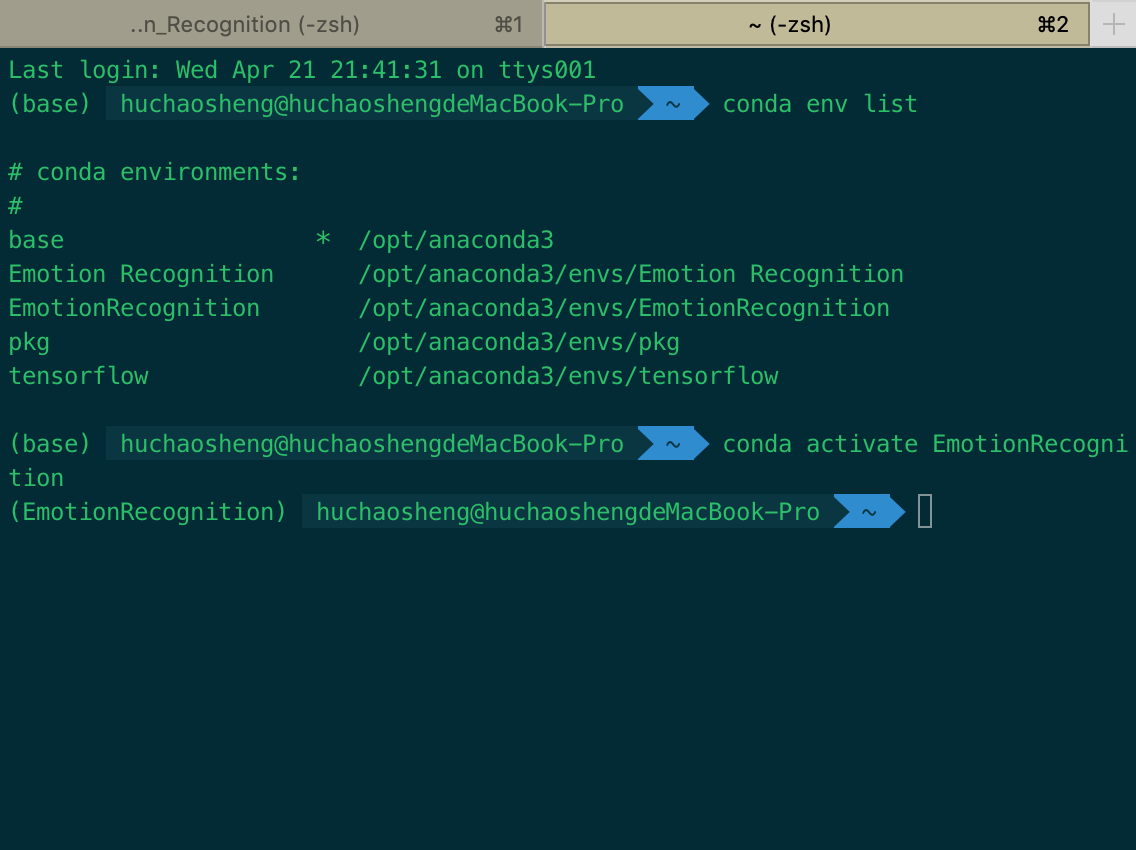 ..n_Recognition (-zsh) ⌘1 ~ (-zsh) ⌘2 +
Last login: Wed Apr 21 21:41:31 on ttys001
(base) huchaosheng@huchaoshengdeMacBook-Pro ~ conda env list
# conda environments:
#
base * /opt/anaconda3
Emotion Recognition /opt/anaconda3/envs/Emotion Recognition
EmotionRecognition /opt/anaconda3/envs/EmotionRecognition
pkg /opt/anaconda3/envs/pkg
tensorflow /opt/anaconda3/envs/tensorflow
(base) huchaosheng@huchaoshengdeMacBook-Pro ~ conda activate EmotionRecogni
tion
(EmotionRecognition) huchaosheng@huchaoshengdeMacBook-Pro ~